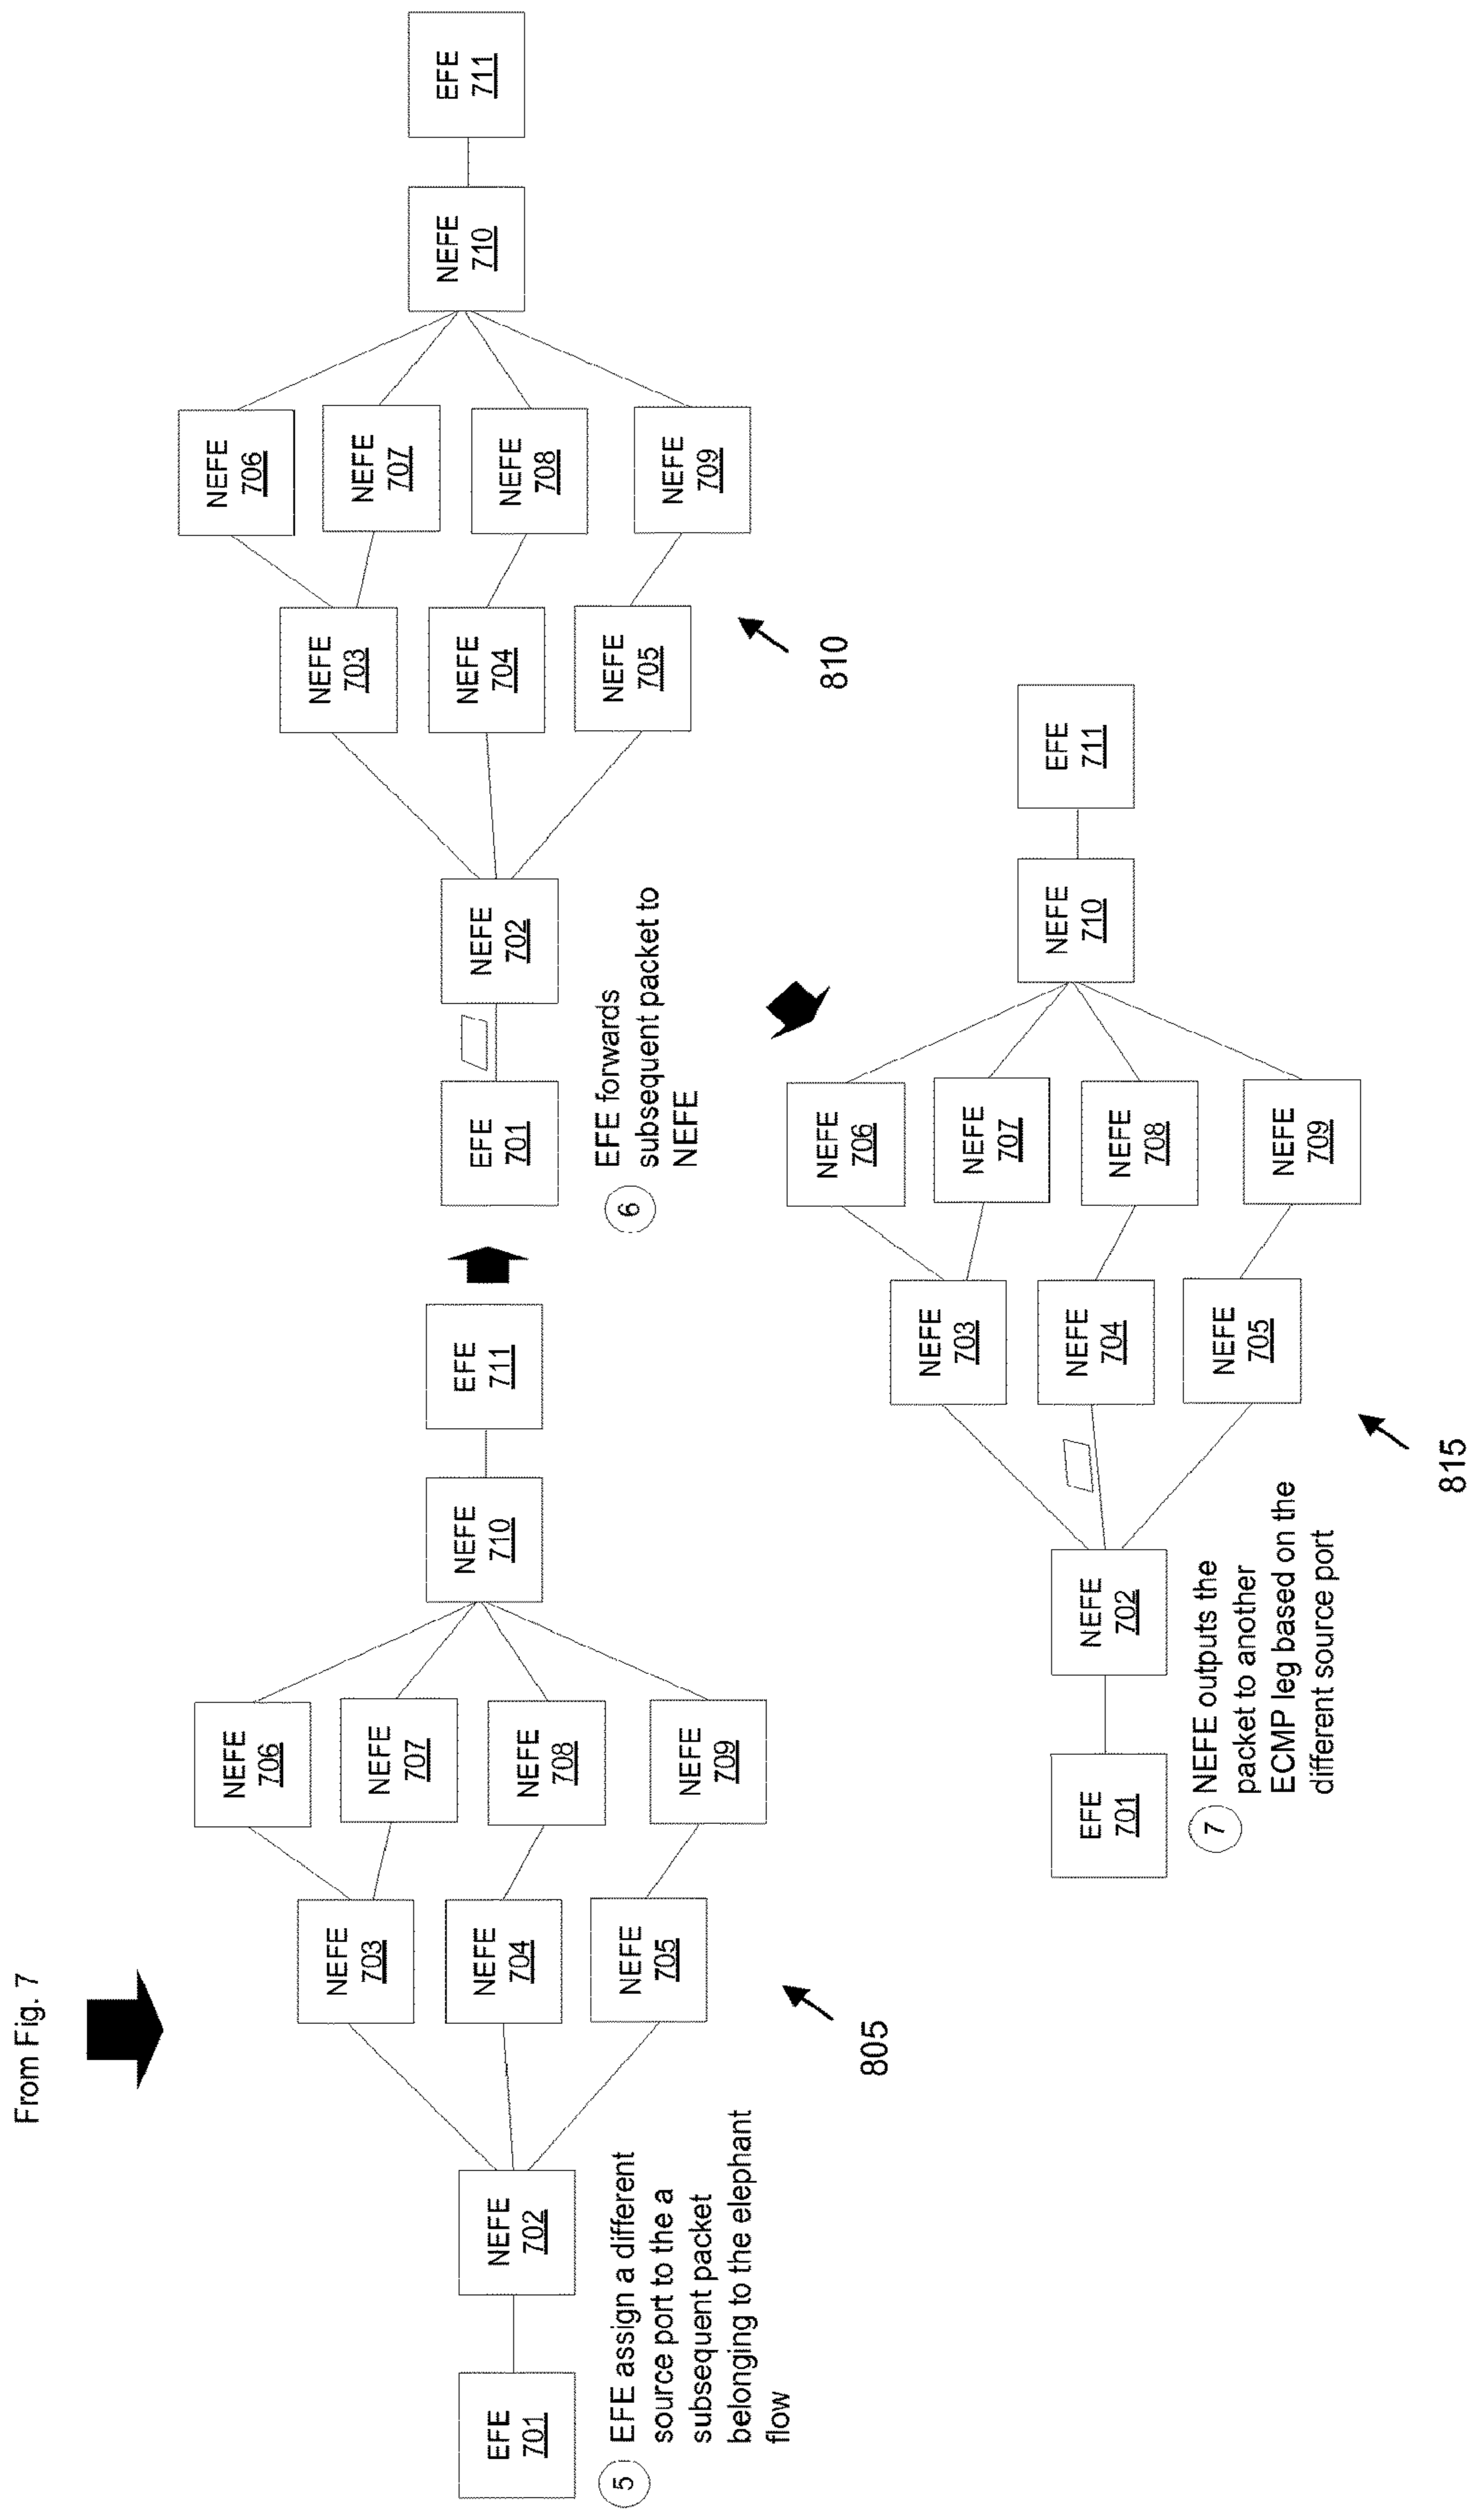 From Fig. 7
EFE
701
NEFE
702
NEFE
703
NEFE
704
NEFE
705
NEFE
706
NEFE
707
NEFE
708
NEFE
709
NEFE
710
EFE
711
5
EFE assign a different
source port to the a
subsequent packet
belonging to the elephant
flow
805
EFE
701
NEFE
702
NEFE
703
NEFE
704
NEFE
705
NEFE
706
NEFE
707
NEFE
708
NEFE
709
NEFE
710
EFE
711
6
EFE forwards
subsequent packet to
NEFE
810
EFE
701
NEFE
702
NEFE
703
NEFE
704
NEFE
705
NEFE
706
NEFE
707
NEFE
708
NEFE
709
NEFE
710
EFE
711
7
NEFE outputs the
packet to another
ECMP leg based on the
different source port
815